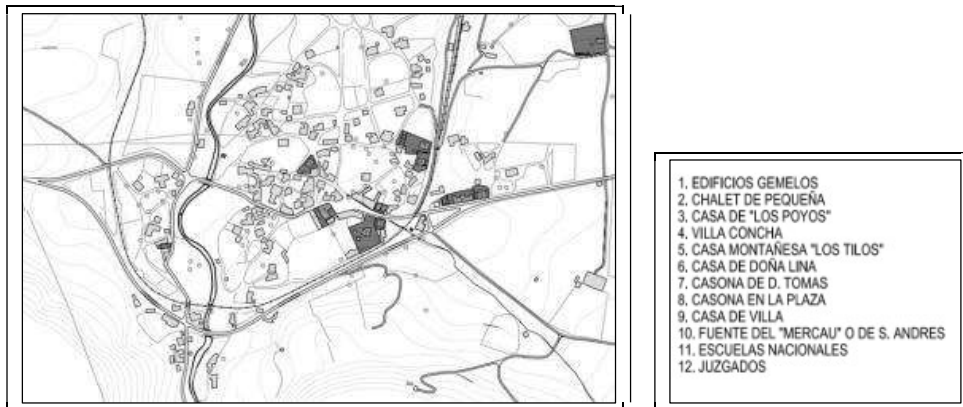 1, EDIFICIOS GEMELOS
2, CHALET DE PEQUEÑA
3, CASA DE "LOS POYOS"
4, VILLA CONCHA
5, CASA MONTAÑESA "LOS TILOS"
6, CASA DE DOÑA LINA
7, CASONA DE D. TOMAS
8, CASONA EN LA PLAZA
9, CASA DE VILLA
10. FUENTE DEL "MERCAU" O DE S. ANDRES
11. ESCUELAS NACIONALES
12. JUZGADOS